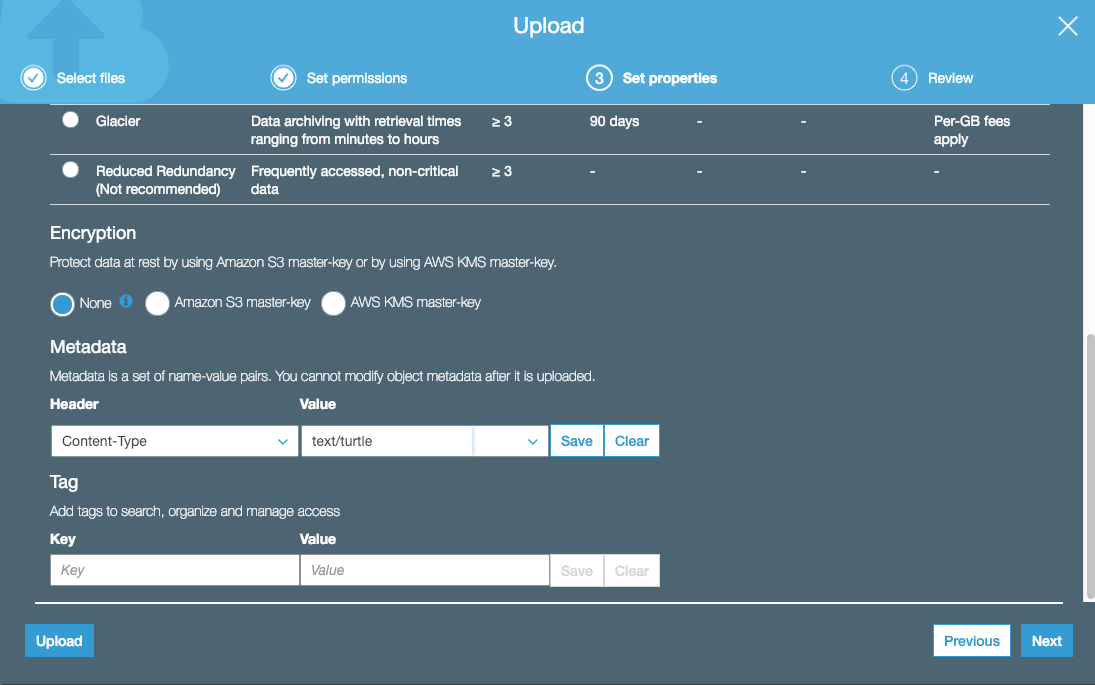 Upload
Select files
Set permissions
3 Set properties
4 Review
Glacier Data archiving with retrieval times ≥ 3 90 days - - Per-GB fees
ranging from minutes to hours apply
Reduced Redundancy Frequently accessed, non-critical ≥ 3 - - - -
(Not recommended) data
Encryption
Protect data at rest by using Amazon S3 master-key or by using AWS KMS master-key.
None i Amazon S3 master-key AWS KMS master-key
Metadata
Metadata is a set of name-value pairs. You cannot modify object metadata after it is uploaded.
Header Value
Content-Type text/turtle Save Clear
Tag
Add tags to search, organize and manage access
Key Value
Key Value Save Clear
Upload Previous Next